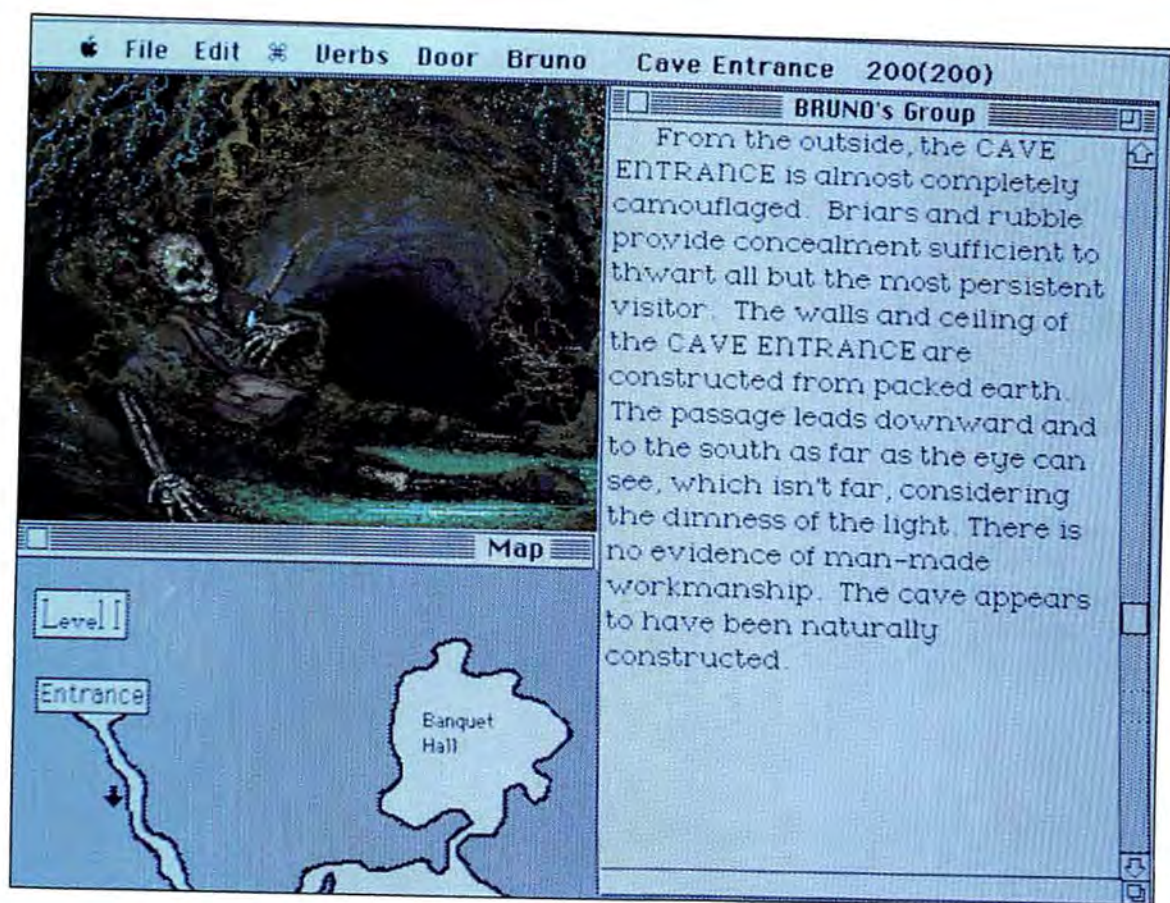 File Edit ⌘ Verbs Door Bruno Cave Entrance 200(200)
BRUNO's Group
From the outside, the CAVE
ENTRANCE is almost completely
camouflaged. Briars and rubble
provide concealment sufficient to
thwart all but the most persistent
visitor. The walls and ceiling of
the CAVE ENTRANCE are
constructed from packed earth.
The passage leads downward and
to the south as far as the eye can
see, which isn't far, considering
the dimness of the light. There is
no evidence of man-made
workmanship. The cave appears
to have been naturally
constructed.
Map
Level I
Entrance
Banquet
Hall